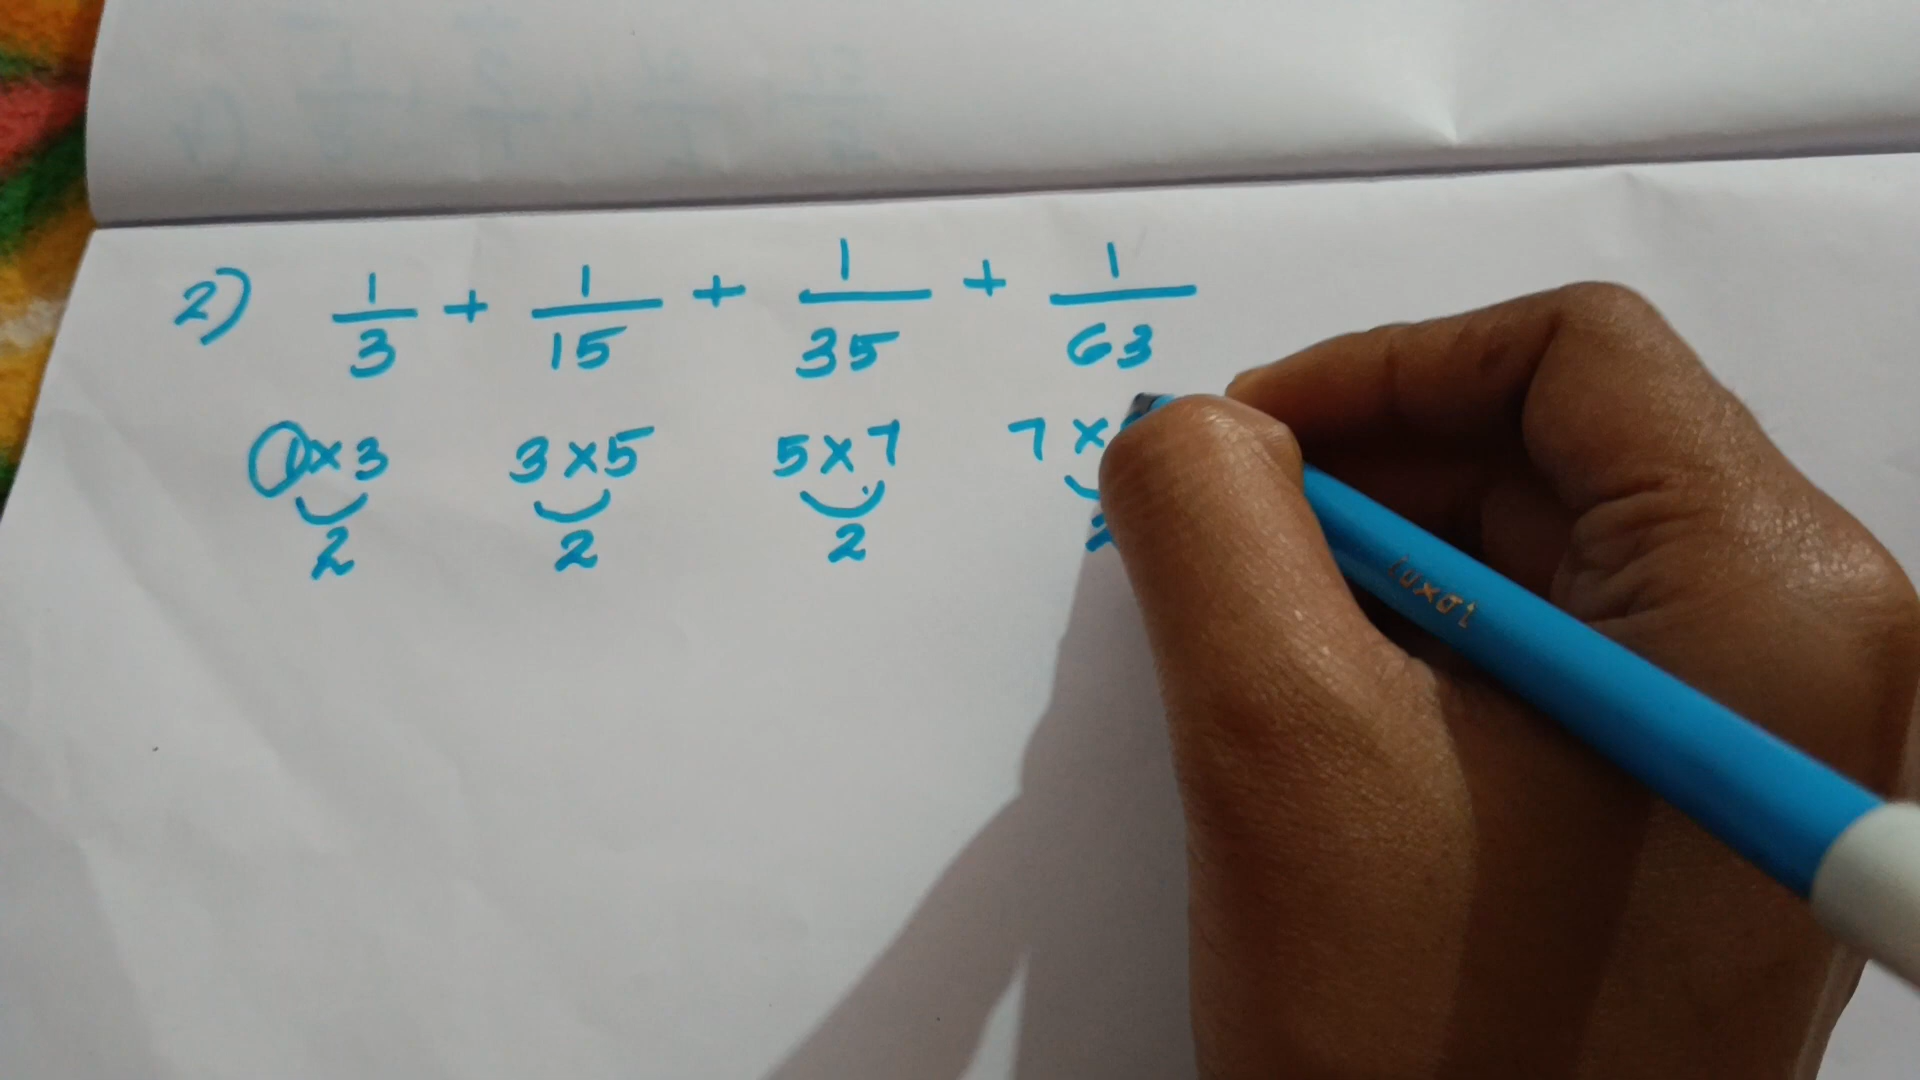 2) 1/3 + 1/15 + 1/35 + 1/63
1×3 3×5 5×7 7×
2 2 2 2
luxor